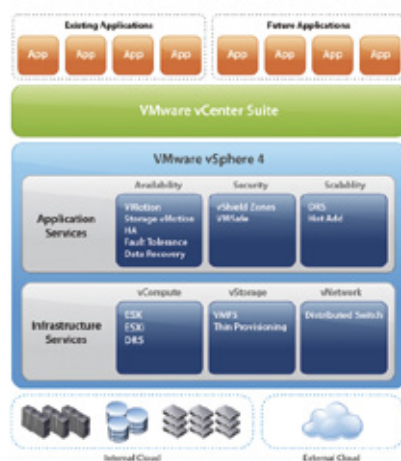 Existing Applications
Future Applications
App App App App
App App App App
VMware vCenter Suite
VMware vSphere 4
Availability
Security
Scalability
Application
Services
VMotion
Storage vMotion
HA
Fault Tolerance
Data Recovery
vShield Zones
VMSafe
DRS
Hot Add
vCompute
vStorage
vNetwork
Infrastructure
Services
ESX
ESXi
DRS
VMFS
Thin Provisioning
Distributed Switch
Internal Cloud
External Cloud